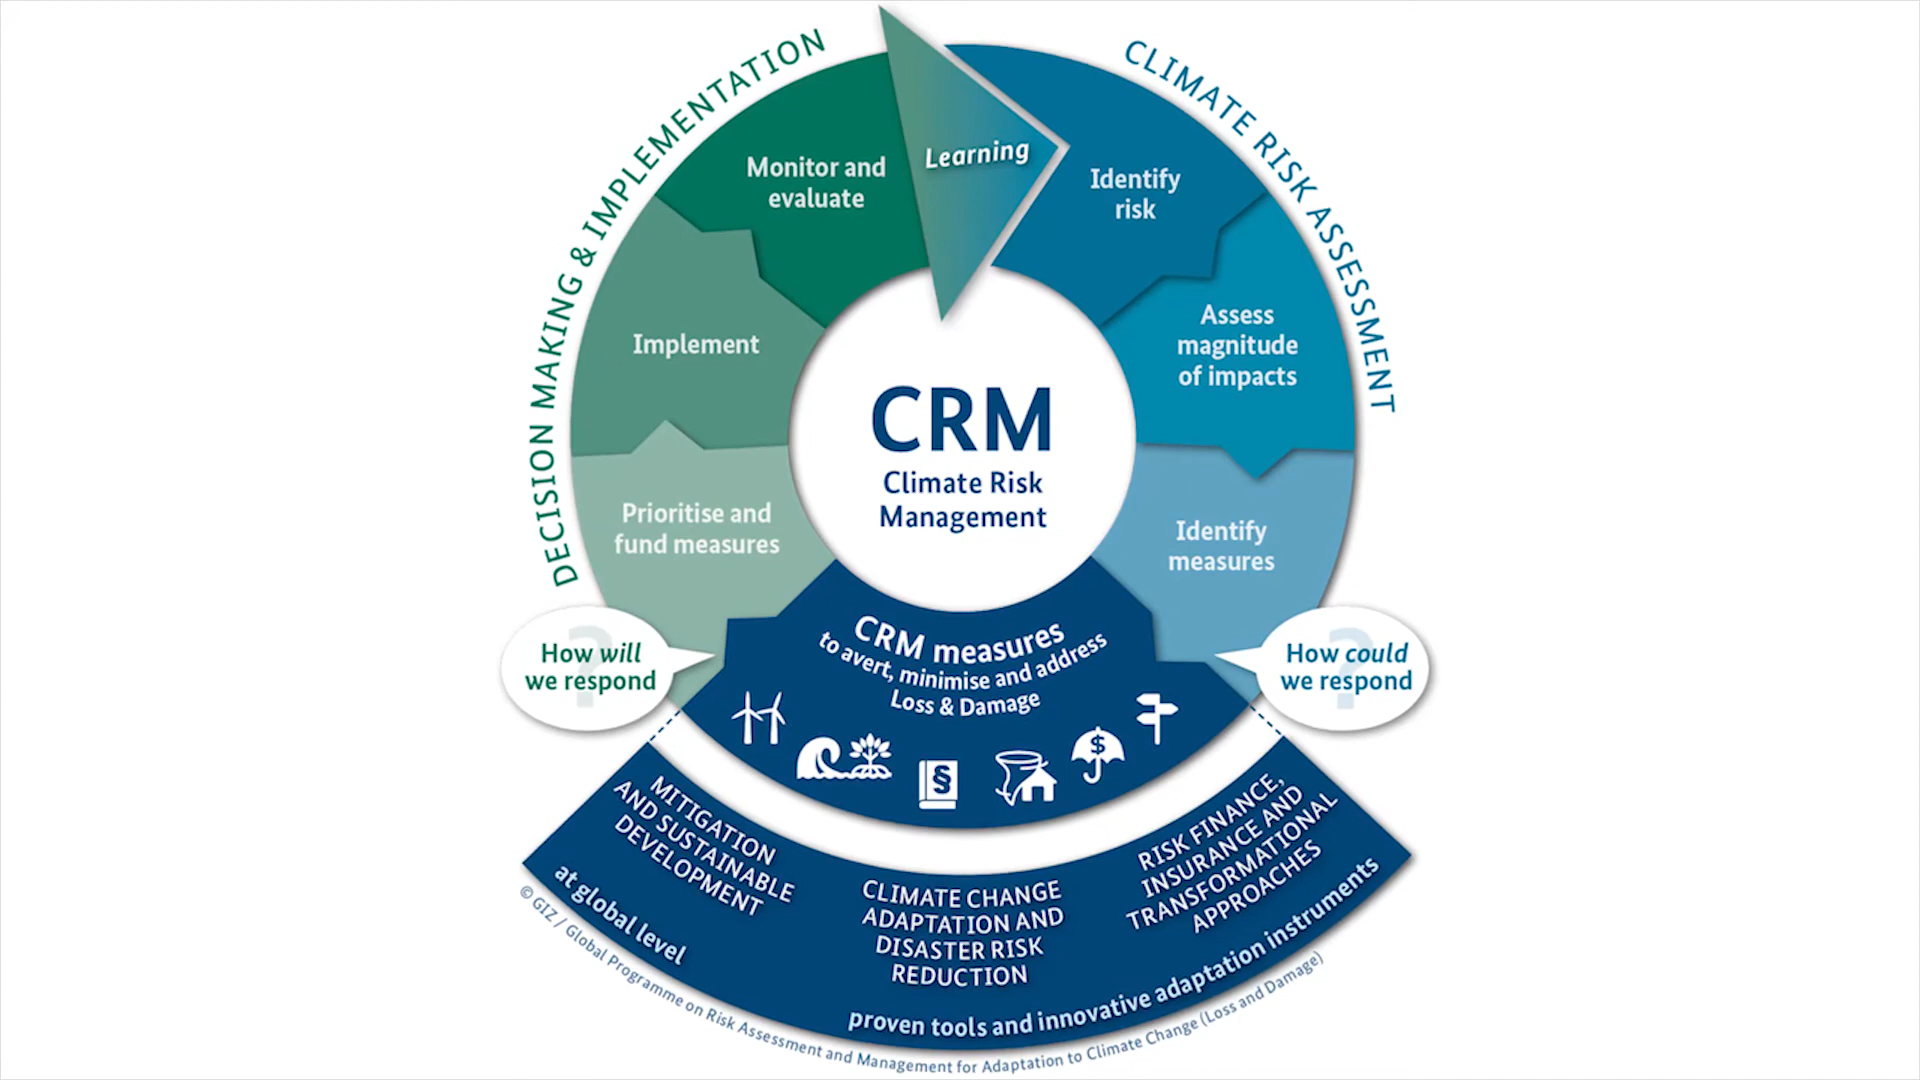 DECISION MAKING & IMPLEMENTATION
CLIMATE RISK ASSESSMENT
Learning
Monitor and
evaluate
Identify
risk
Implement
Assess
magnitude
of impacts
CRM
Climate Risk
Management
Prioritise and
fund measures
Identify
measures
How will
we respond
?
How could
we respond
?
CRM measures
to avert, minimise and address
Loss & Damage
$
§
MITIGATION
AND SUSTAINABLE
DEVELOPMENT
at global level
CLIMATE CHANGE
ADAPTATION AND
DISASTER RISK
REDUCTION
RISK FINANCE,
INSURANCE AND
TRANSFORMATIONAL
APPROACHES
proven tools and innovative adaptation instruments
© GIZ / Global Programme on Risk Assessment and Management for Adaptation to Climate Change (Loss and Damage)